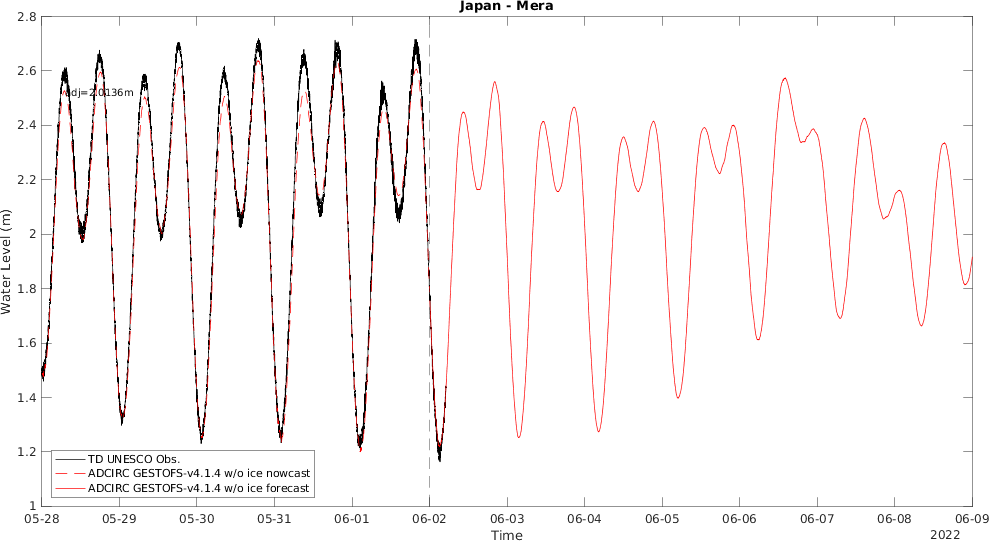 Japan - Mera
2.8
2.6
2.4
2.2
2
1.8
1.6
1.4
1.2
1
Water Level (m)
adj=2.0136m
TD UNESCO Obs.
ADCIRC GESTOFS-v4.1.4 w/o ice nowcast
ADCIRC GESTOFS-v4.1.4 w/o ice forecast
05-28 05-29 05-30 05-31 06-01 06-02 06-03 06-04 06-05 06-06 06-07 06-08 06-09
Time
2022